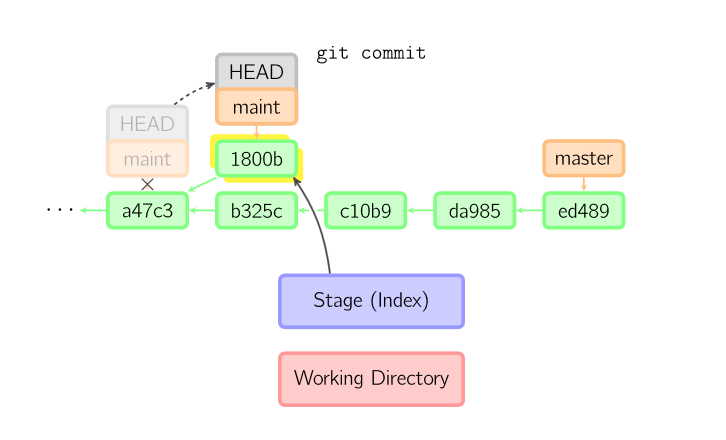 git commit
HEAD
maint
HEAD
maint
1800b
master
...
a47c3
b325c
c10b9
da985
ed489
Stage (Index)
Working Directory